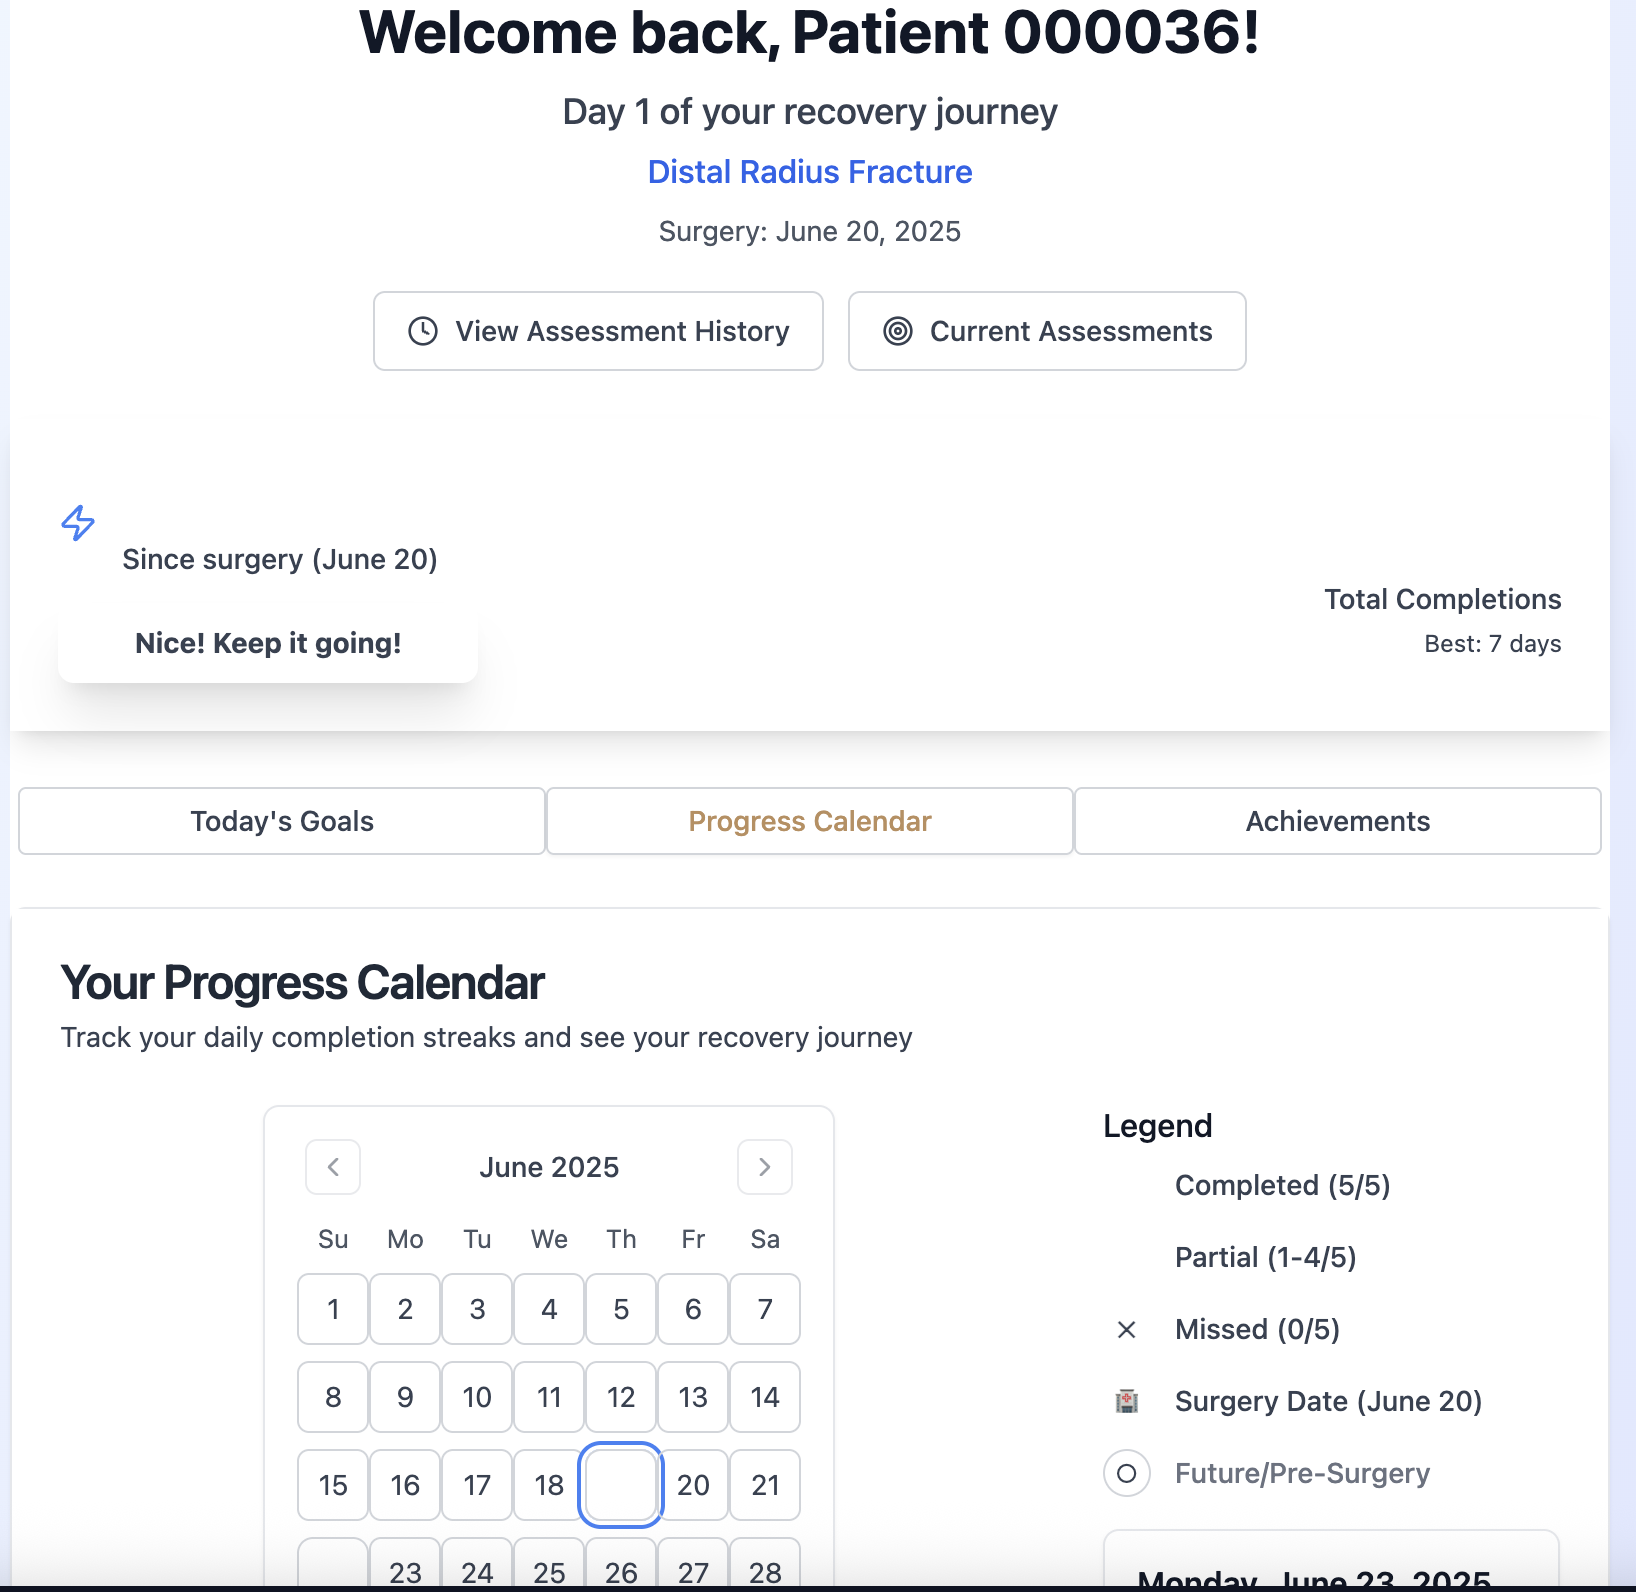 Welcome back, Patient 000036!
Day 1 of your recovery journey
Distal Radius Fracture
Surgery: June 20, 2025
View Assessment History
Current Assessments
Since surgery (June 20)
Nice! Keep it going!
Total Completions
Best: 7 days
Today's Goals
Progress Calendar
Achievements
Your Progress Calendar
Track your daily completion streaks and see your recovery journey
June 2025
Su Mo Tu We Th Fr Sa
1 2 3 4 5 6 7
8 9 10 11 12 13 14
15 16 17 18 20 21
23 24 25 26 27 28
Legend
Completed (5/5)
Partial (1-4/5)
Missed (0/5)
Surgery Date (June 20)
Future/Pre-Surgery
Monday, June 23, 2025